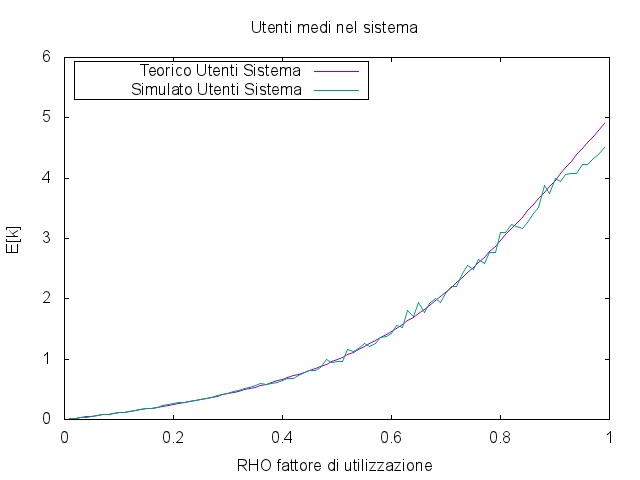 Utenti medi nel sistema
Teorico Utenti Sistema
Simulato Utenti Sistema
6
5
4
3
2
1
0
E[k]
0 0.2 0.4 0.6 0.8 1
RHO fattore di utilizzazione